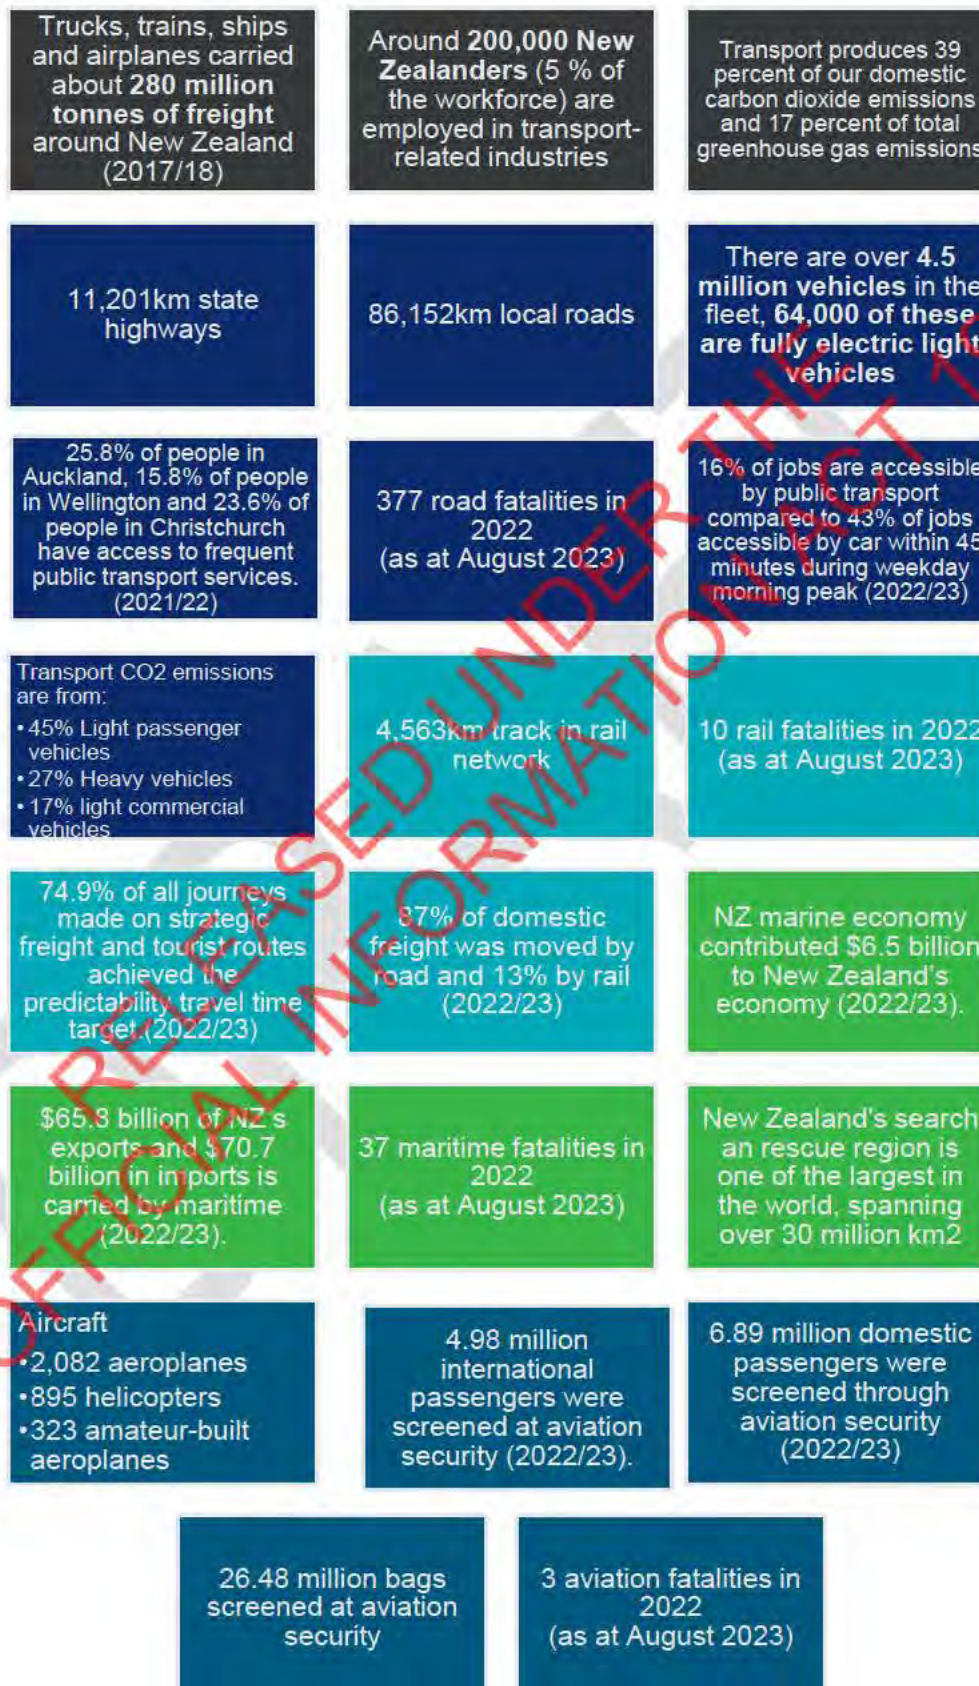 Trucks, trains, ships
and airplanes carried
about 280 million
tonnes of freight
around New Zealand
(2017/18)
Around 200,000 New
Zealanders (5 % of
the workforce) are
employed in transport-
related industries
Transport produces 39
percent of our domestic
carbon dioxide emissions
and 17 percent of total
greenhouse gas emissions
11,201km state
highways
86,152km local roads
There are over 4.5
million vehicles in the
fleet, 64,000 of these
are fully electric light
vehicles
25.8% of people in
Auckland, 15.8% of people
in Wellington and 23.6% of
people in Christchurch
have access to frequent
public transport services.
(2021/22)
377 road fatalities in
2022
(as at August 2023)
16% of jobs are accessible
by public transport
compared to 43% of jobs
accessible by car within 45
minutes during weekday
morning peak (2022/23)
Transport CO2 emissions
are from:
• 45% Light passenger
vehicles
• 27% Heavy vehicles
• 17% light commercial
vehicles
4,563km track in rail
network
10 rail fatalities in 2022
(as at August 2023)
74.9% of all journeys
made on strategic
freight and tourist routes
achieved the
predictability travel time
target.(2022/23)
87% of domestic
freight was moved by
road and 13% by rail
(2022/23)
NZ marine economy
contributed $6.5 billion
to New Zealand's
economy (2022/23).
$65.8 billion of NZ's
exports and $70.7
billion in imports is
carried by maritime
(2022/23).
37 maritime fatalities in
2022
(as at August 2023)
New Zealand's search
an rescue region is
one of the largest in
the world, spanning
over 30 million km2
Aircraft
•2,082 aeroplanes
•895 helicopters
•323 amateur-built
aeroplanes
4.98 million
international
passengers were
screened at aviation
security (2022/23).
6.89 million domestic
passengers were
screened through
aviation security
(2022/23)
26.48 million bags
screened at aviation
security
3 aviation fatalities in
2022
(as at August 2023)
RELEASED UNDER THE
OFFICIAL INFORMATION ACT 1